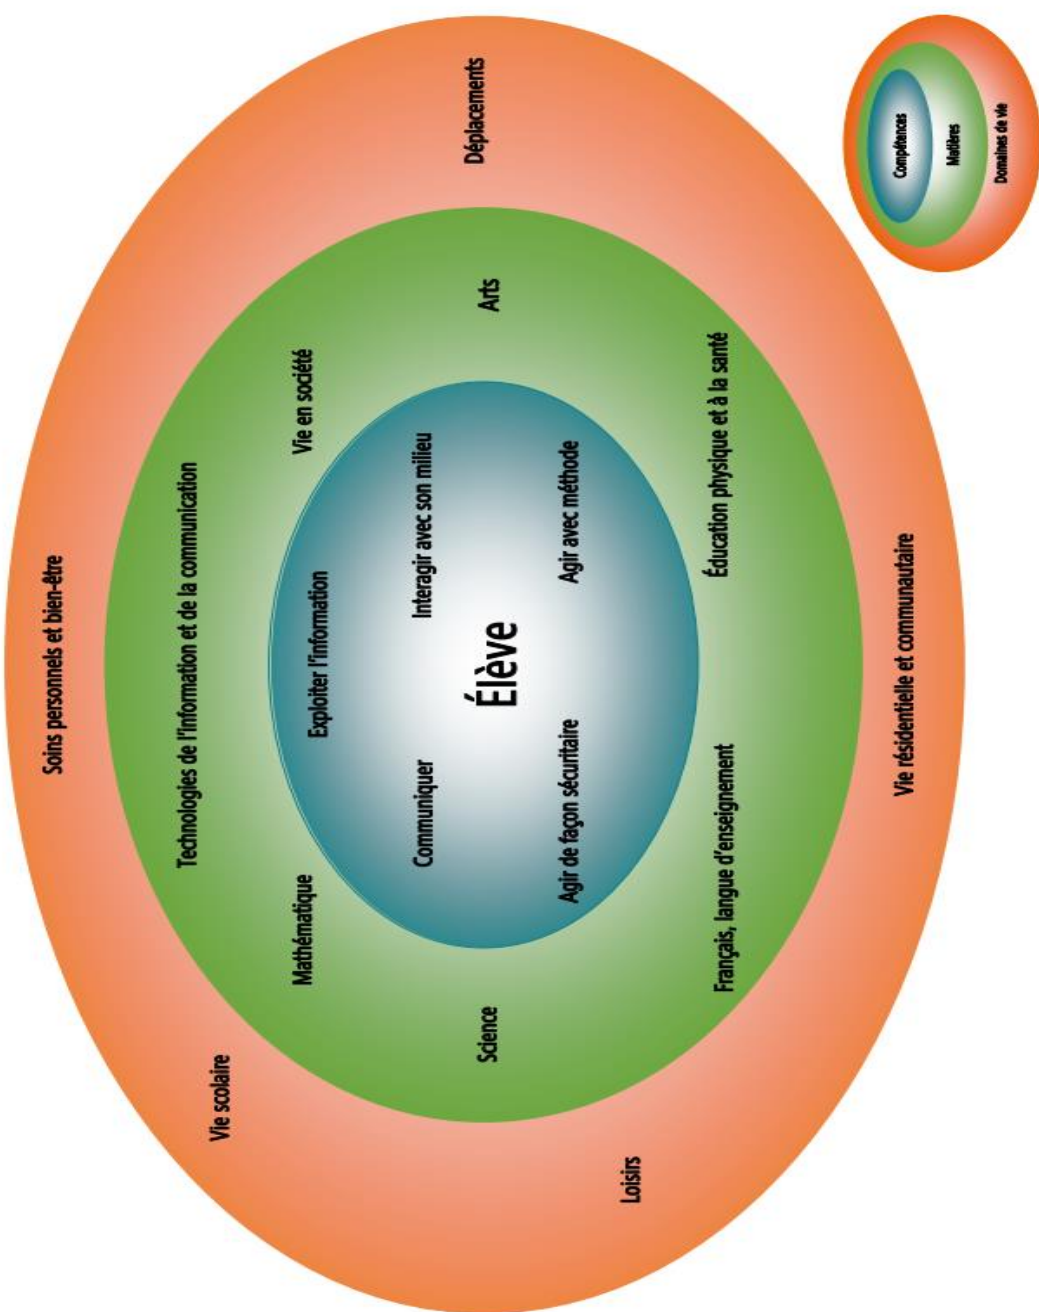 Soins personnels et bien-être
Vie scolaire
Déplacements
Technologies de l'information et de la communication
Mathématique
Vie en société
Exploiter l'information
Communiquer
Interagir avec son milieu
Science
Élève
Arts
Agir de façon sécuritaire
Agir avec méthode
Loisirs
Français, langue d'enseignement
Éducation physique et à la santé
Vie résidentielle et communautaire
Compétences
Matières
Domaines de vie